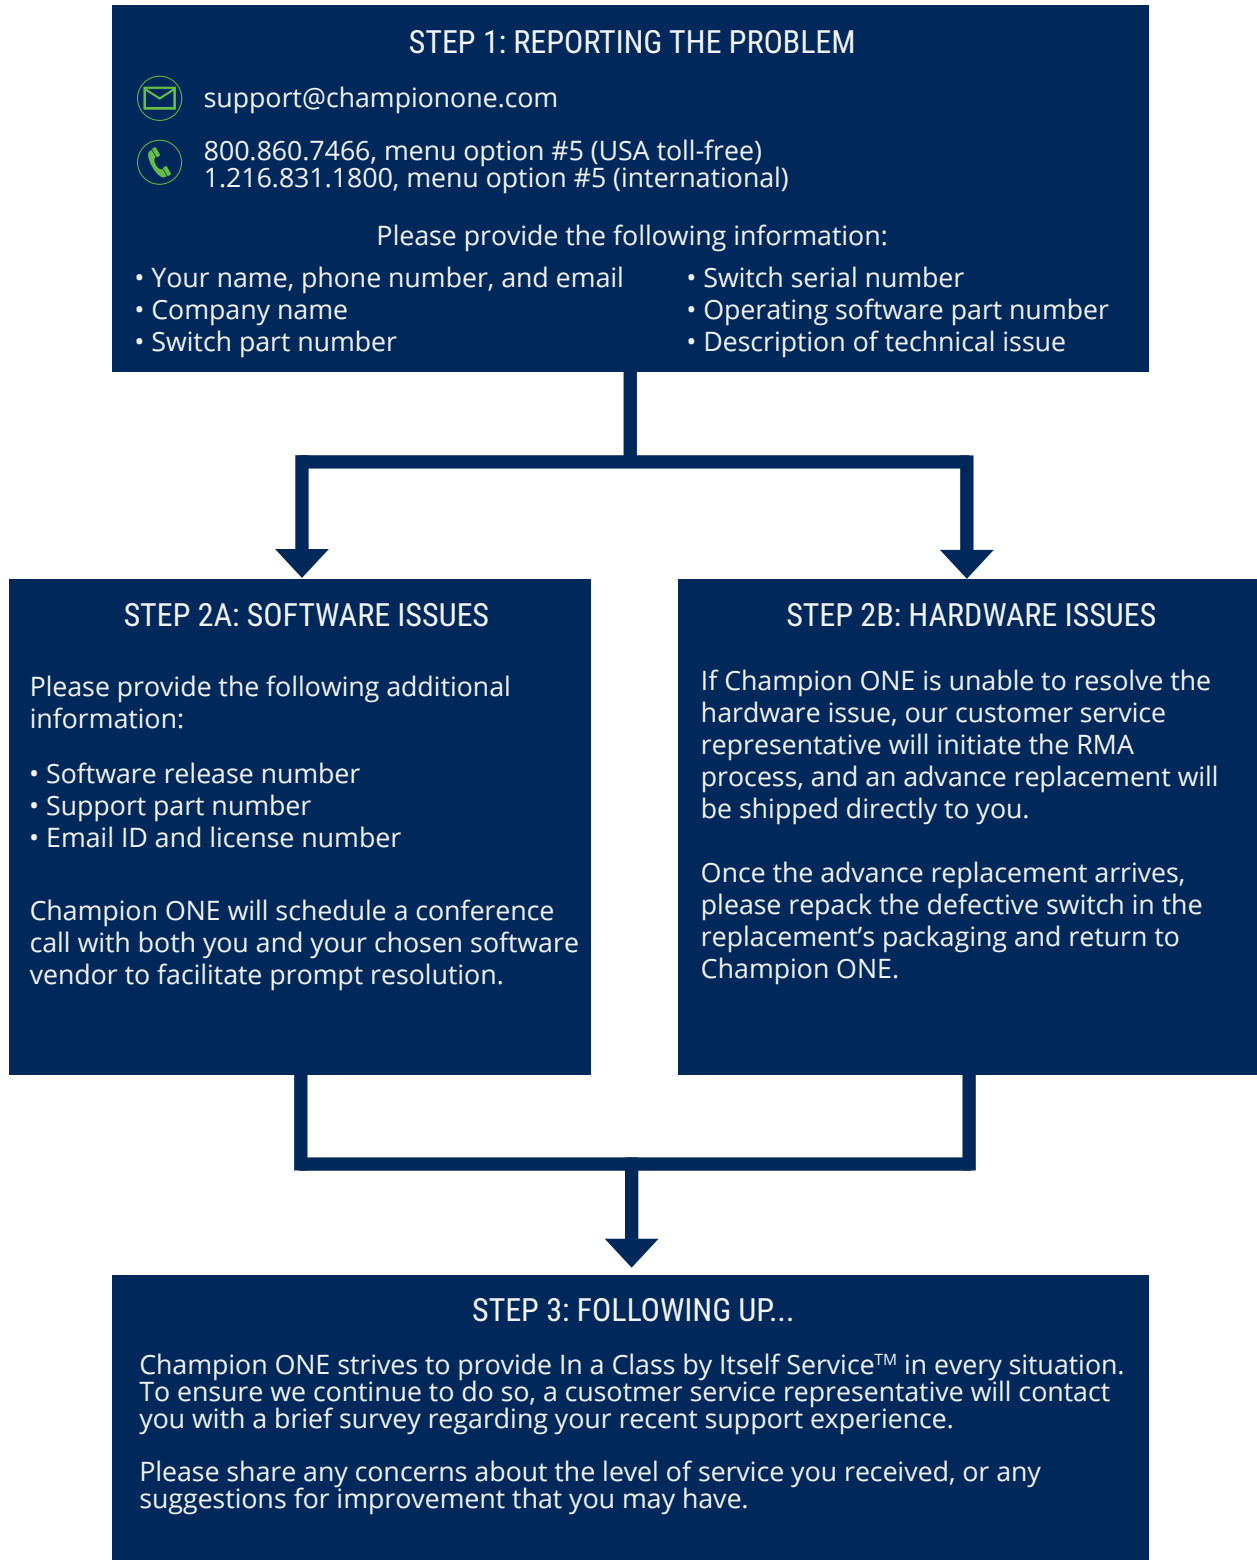 STEP 1: REPORTING THE PROBLEM
support@championone.com
800.860.7466, menu option #5 (USA toll-free)
1.216.831.1800, menu option #5 (international)
Please provide the following information:
• Your name, phone number, and email
• Company name
• Switch part number
• Switch serial number
• Operating software part number
• Description of technical issue
STEP 2A: SOFTWARE ISSUES
Please provide the following additional
information:
• Software release number
• Support part number
• Email ID and license number
Champion ONE will schedule a conference
call with both you and your chosen software
vendor to facilitate prompt resolution.
STEP 2B: HARDWARE ISSUES
If Champion ONE is unable to resolve the
hardware issue, our customer service
representative will initiate the RMA
process, and an advance replacement will
be shipped directly to you.
Once the advance replacement arrives,
please repack the defective switch in the
replacement’s packaging and return to
Champion ONE.
STEP 3: FOLLOWING UP...
Champion ONE strives to provide In a Class by Itself Service™ in every situation.
To ensure we continue to do so, a cusotmer service representative will contact
you with a brief survey regarding your recent support experience.
Please share any concerns about the level of service you received, or any
suggestions for improvement that you may have.